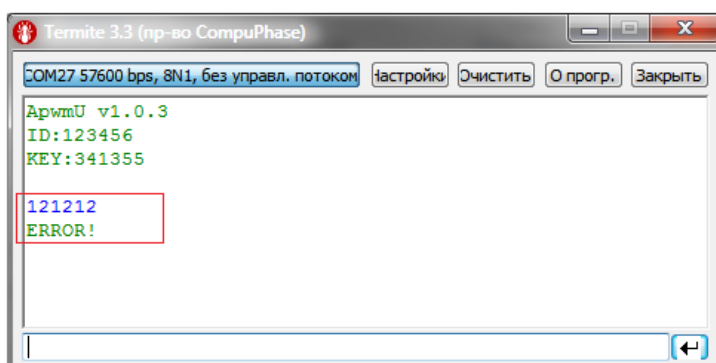 Termite 3.3 (пр-во CompuPhase)
COM27 57600 bps, 8N1, без управл. потоком Настройки Очистить О прогр. Закрыть
ApwmU v1.0.3
ID:123456
KEY:341355
121212
ERROR!